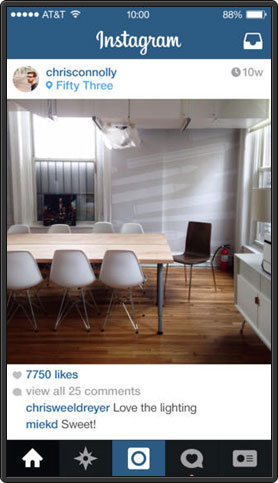 AT&T 10:00 88%
Instagram
chrisconnolly 10w
Fifty Three
7750 likes
view all 25 comments
chrisweeldreyer Love the lighting
miekd Sweet!